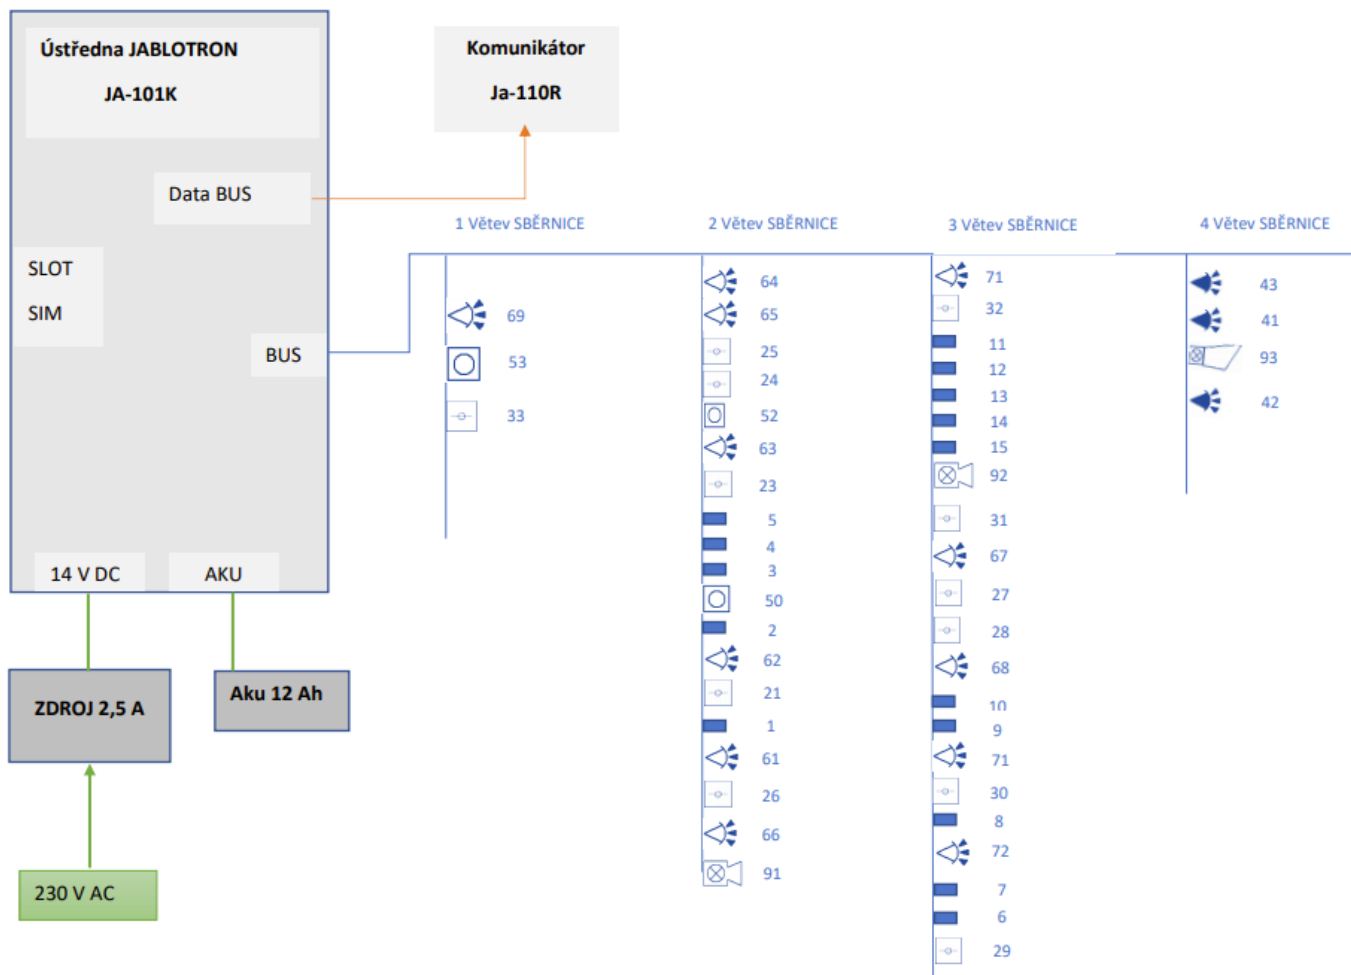 Ústředna JABLOTRON
JA-101K
Komunikátor
Ja-110R
Data BUS
SLOT
SIM
BUS
14 V DC
AKU
ZDROJ 2,5 A
Aku 12 Ah
230 V AC
1 Větev SBĚRNICE
69
53
33
2 Větev SBĚRNICE
64
65
25
24
52
63
23
5
4
3
50
2
62
21
1
61
26
66
91
3 Větev SBĚRNICE
71
32
11
12
13
14
15
92
31
67
27
28
68
10
9
71
30
8
72
7
6
29
4 Větev SBĚRNICE
43
41
93
42